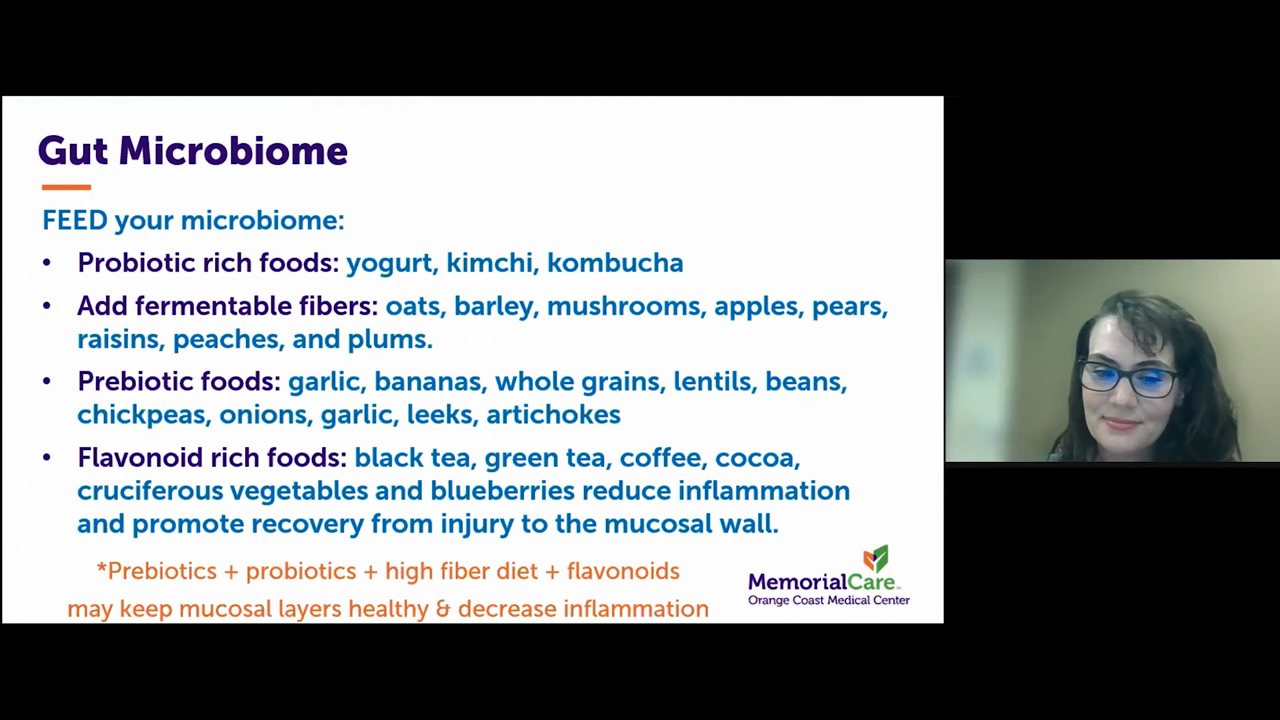 Gut Microbiome
FEED your microbiome:
• Probiotic rich foods: yogurt, kimchi, kombucha
• Add fermentable fibers: oats, barley, mushrooms, apples, pears,
raisins, peaches, and plums.
• Prebiotic foods: garlic, bananas, whole grains, lentils, beans,
chickpeas, onions, garlic, leeks, artichokes
• Flavonoid rich foods: black tea, green tea, coffee, cocoa,
cruciferous vegetables and blueberries reduce inflammation
and promote recovery from injury to the mucosal wall.
*Prebiotics + probiotics + high fiber diet + flavonoids
may keep mucosal layers healthy & decrease inflammation
MemorialCare
Orange Coast Medical Center